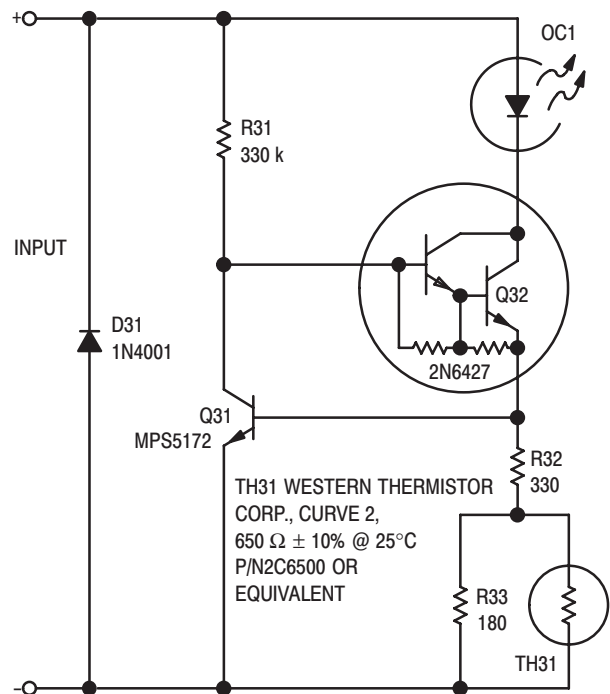 +
OC1
R31
330 k
INPUT
Q32
D31
1N4001
2N6427
Q31
MPS5172
R32
330
TH31 WESTERN THERMISTOR
CORP., CURVE 2,
650 Ω ± 10% @ 25°C
P/N2C6500 OR
EQUIVALENT
R33
180
TH31
−